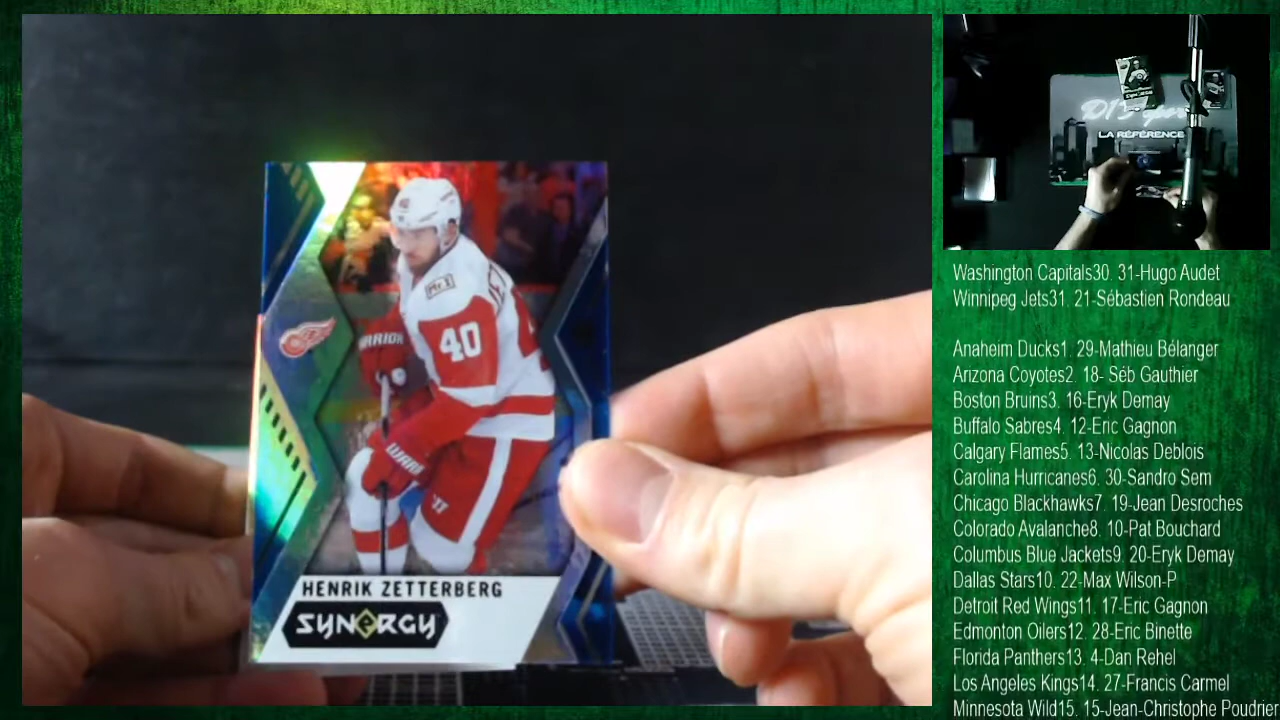 40
Mr. I
40
WARRIOR
WARRI
HENRIK ZETTERBERG
SYNERGY
LA RÉFÉRENCE
Washington Capitals30. 31-Hugo Audet
Winnipeg Jets31. 21-Sébastien Rondeau
Anaheim Ducks1. 29-Mathieu Bélanger
Arizona Coyotes2. 18- Séb Gauthier
Boston Bruins3. 16-Eryk Demay
Buffalo Sabres4. 12-Eric Gagnon
Calgary Flames5. 13-Nicolas Deblois
Carolina Hurricanes6. 30-Sandro Sem
Chicago Blackhawks7. 19-Jean Desroches
Colorado Avalanche8. 10-Pat Bouchard
Columbus Blue Jackets9. 20-Eryk Demay
Dallas Stars10. 22-Max Wilson-P
Detroit Red Wings11. 17-Eric Gagnon
Edmonton Oilers12. 28-Eric Binette
Florida Panthers13. 4-Dan Rehel
Los Angeles Kings14. 27-Francis Carmel
Minnesota Wild15. 15-Jean-Christophe Poudrier